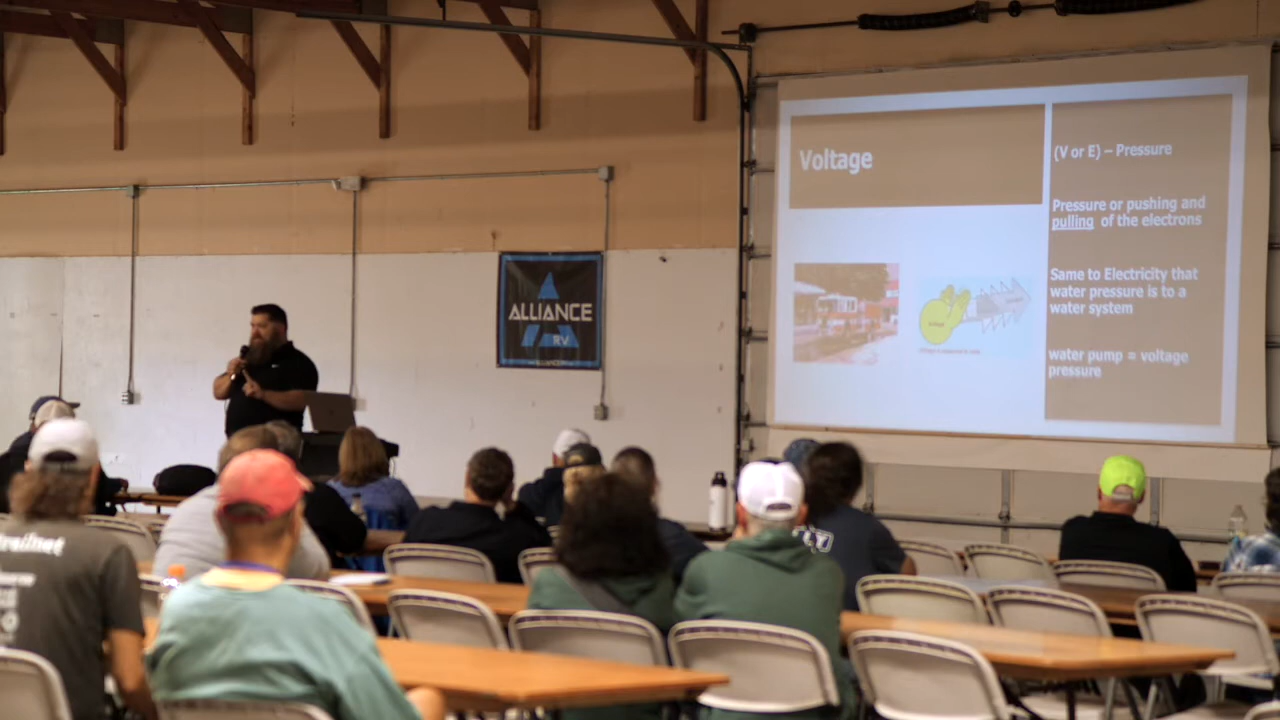 Voltage
(V or E) – Pressure
Pressure or pushing and
pulling of the electrons
Same to Electricity that
water pressure is to a
water system
water pump = voltage
pressure
ALLIANCE
RV